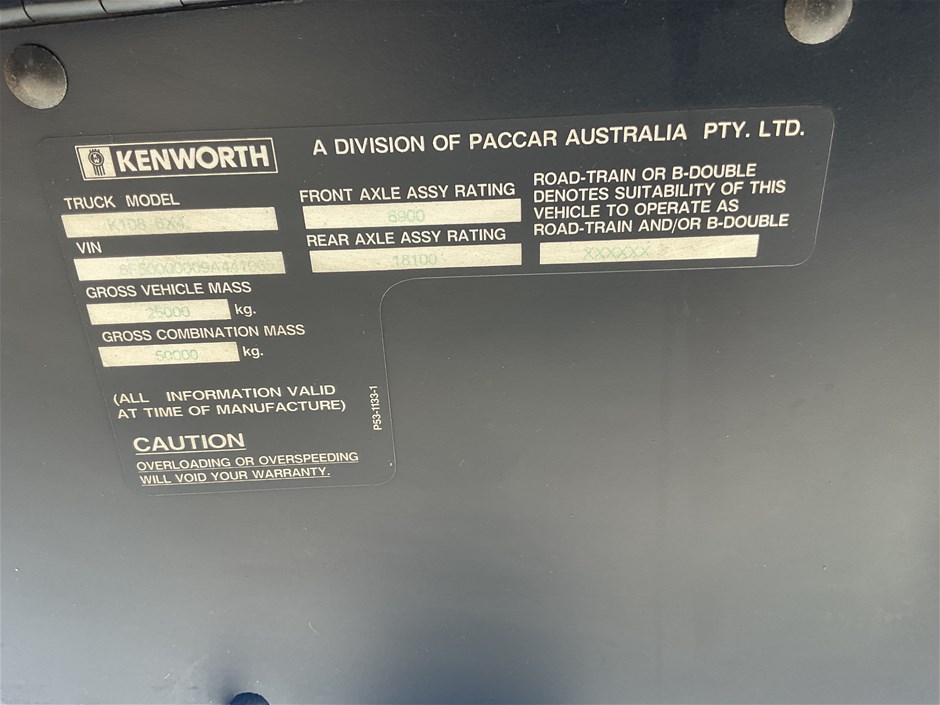 KENWORTH
A DIVISION OF PACCAR AUSTRALIA PTY. LTD.
TRUCK MODEL
K108 6X4
VIN
GROSS VEHICLE MASS
25000 kg.
GROSS COMBINATION MASS
50000 kg.
(ALL INFORMATION VALID
AT TIME OF MANUFACTURE)
CAUTION
OVERLOADING OR OVERSPEEDING
WILL VOID YOUR WARRANTY.
P53-1133-1
FRONT AXLE ASSY RATING
6900
REAR AXLE ASSY RATING
18100
ROAD-TRAIN OR B-DOUBLE
DENOTES SUITABILITY OF THIS
VEHICLE TO OPERATE AS
ROAD-TRAIN AND/OR B-DOUBLE
XXXXXX